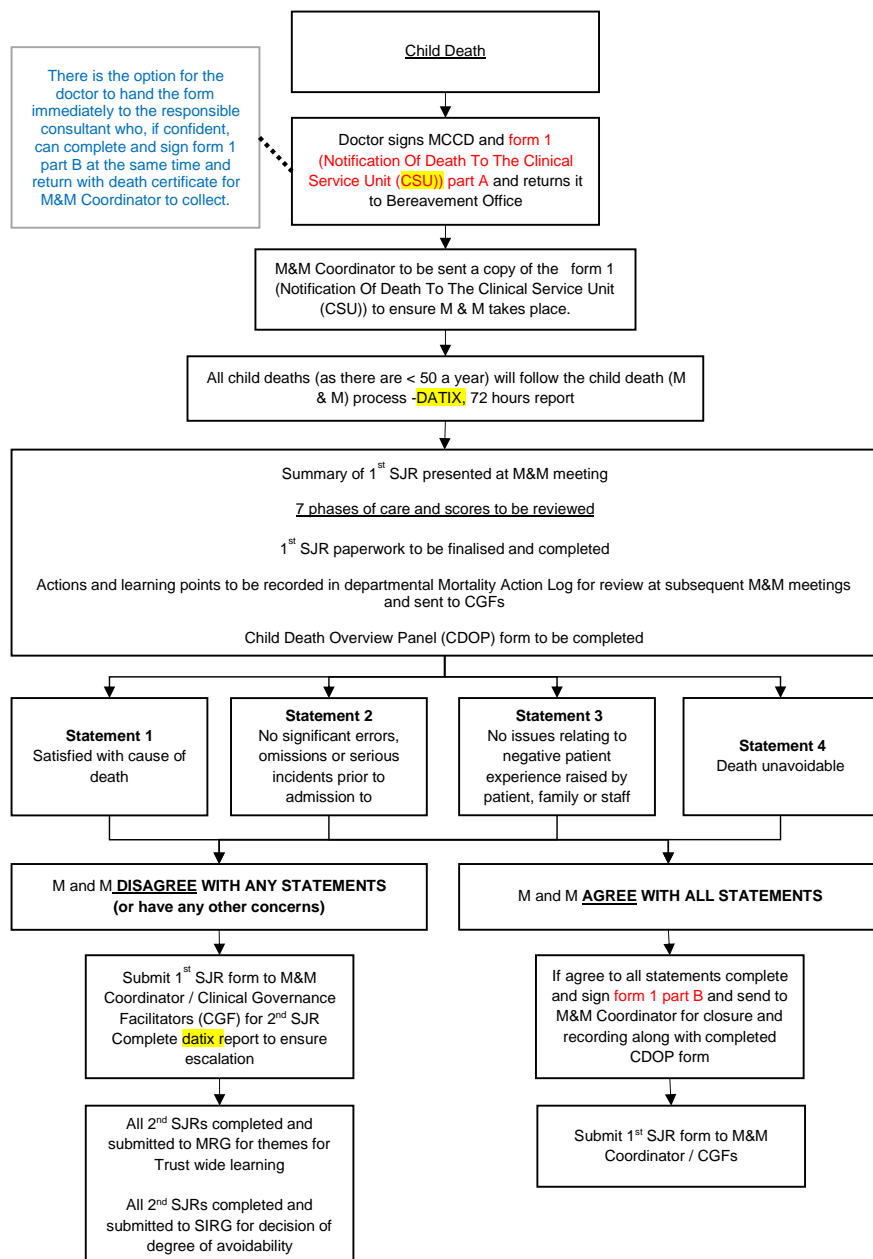 Child Death
There is the option for the
doctor to hand the form
immediately to the responsible
consultant who, if confident,
can complete and sign form 1
part B at the same time and
return with death certificate for
M&M Coordinator to collect.
Doctor signs MCCD and form 1
(Notification Of Death To The Clinical
Service Unit (CSU)) part A and returns it
to Bereavement Office
M&M Coordinator to be sent a copy of the form 1
(Notification Of Death To The Clinical Service Unit
(CSU)) to ensure M & M takes place.
All child deaths (as there are < 50 a year) will follow the child death (M
& M) process -DATIX, 72 hours report
Summary of 1st SJR presented at M&M meeting
7 phases of care and scores to be reviewed
1st SJR paperwork to be finalised and completed
Actions and learning points to be recorded in departmental Mortality Action Log for review at subsequent M&M meetings
and sent to CGFs
Child Death Overview Panel (CDOP) form to be completed
Statement 1
Satisfied with cause of
death
Statement 2
No significant errors,
omissions or serious
incidents prior to
admission to
Statement 3
No issues relating to
negative patient
experience raised by
patient, family or staff
Statement 4
Death unavoidable
M and M DISAGREE WITH ANY STATEMENTS
(or have any other concerns)
M and M AGREE WITH ALL STATEMENTS
Submit 1st SJR form to M&M
Coordinator / Clinical Governance
Facilitators (CGF) for 2nd SJR
Complete datix report to ensure
escalation
If agree to all statements complete
and sign form 1 part B and send to
M&M Coordinator for closure and
recording along with completed
CDOP form
All 2nd SJRs completed and
submitted to MRG for themes for
Trust wide learning
All 2nd SJRs completed and
submitted to SIRG for decision of
degree of avoidability
Submit 1st SJR form to M&M
Coordinator / CGFs